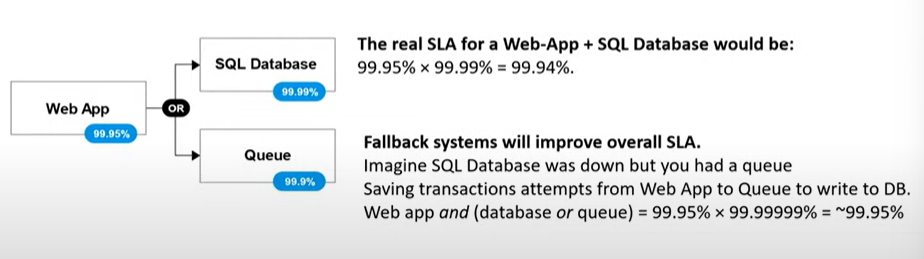 SQL Database
99.99%
Web App
99.95%
OR
Queue
99.9%
The real SLA for a Web-App + SQL Database would be:
99.95% × 99.99% = 99.94%.
Fallback systems will improve overall SLA.
Imagine SQL Database was down but you had a queue
Saving transactions attempts from Web App to Queue to write to DB.
Web app and (database or queue) = 99.95% × 99.99999% = ~99.95%